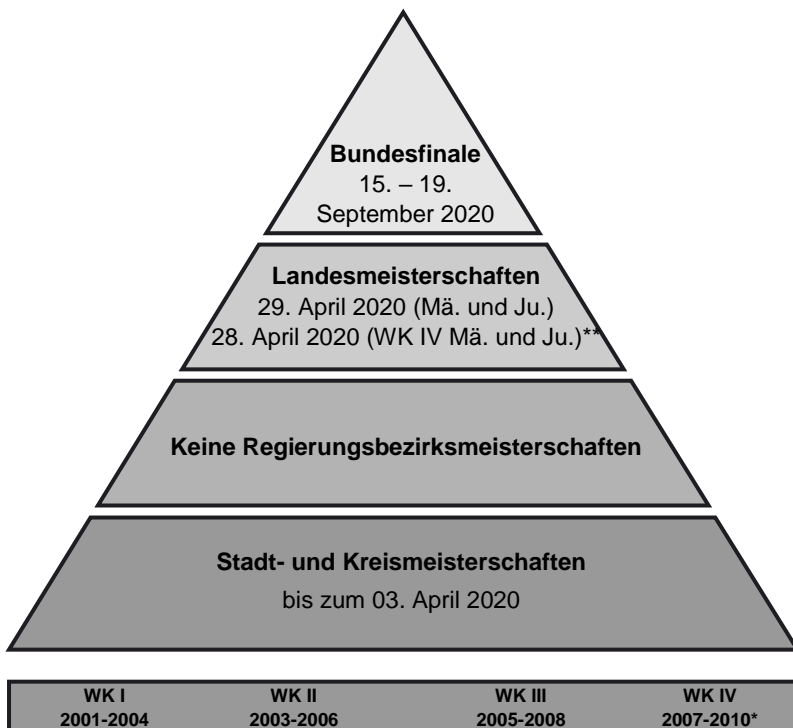 Bundesfinale
15. – 19.
September 2020
Landesmeisterschaften
29. April 2020 (Mä. und Ju.)
28. April 2020 (WK IV Mä. und Ju.)**
Keine Regierungsbezirksmeisterschaften
Stadt- und Kreismeisterschaften
bis zum 03. April 2020
WK I WK II WK III WK IV
2001-2004 2003-2006 2005-2008 2007-2010*